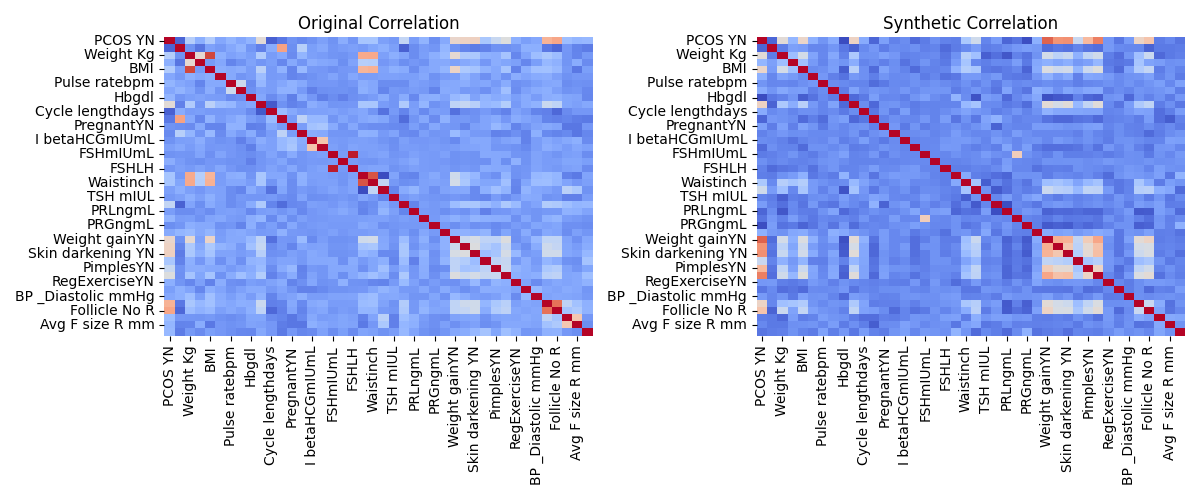 Original Correlation
PCOS YN
Weight Kg
BMI
Pulse ratebpm
Hbgdl
Cycle lengthdays
PregnantYN
I betaHCGmIUmL
FSHmIUmL
FSHLH
Waistinch
TSH mIUL
PRLngmL
PRGngmL
Weight gainYN
Skin darkening YN
PimplesYN
RegExerciseYN
BP _Diastolic mmHg
Follicle No R
Avg F size R mm
PCOS YN
Weight Kg
BMI
Pulse ratebpm
Hbgdl
Cycle lengthdays
PregnantYN
I betaHCGmIUmL
FSHmIUmL
FSHLH
Waistinch
TSH mIUL
PRLngmL
PRGngmL
Weight gainYN
Skin darkening YN
PimplesYN
RegExerciseYN
BP _Diastolic mmHg
Follicle No R
Avg F size R mm
Synthetic Correlation
PCOS YN
Weight Kg
BMI
Pulse ratebpm
Hbgdl
Cycle lengthdays
PregnantYN
I betaHCGmIUmL
FSHmIUmL
FSHLH
Waistinch
TSH mIUL
PRLngmL
PRGngmL
Weight gainYN
Skin darkening YN
PimplesYN
RegExerciseYN
BP _Diastolic mmHg
Follicle No R
Avg F size R mm
PCOS YN
Weight Kg
BMI
Pulse ratebpm
Hbgdl
Cycle lengthdays
PregnantYN
I betaHCGmIUmL
FSHmIUmL
FSHLH
Waistinch
TSH mIUL
PRLngmL
PRGngmL
Weight gainYN
Skin darkening YN
PimplesYN
RegExerciseYN
BP _Diastolic mmHg
Follicle No R
Avg F size R mm